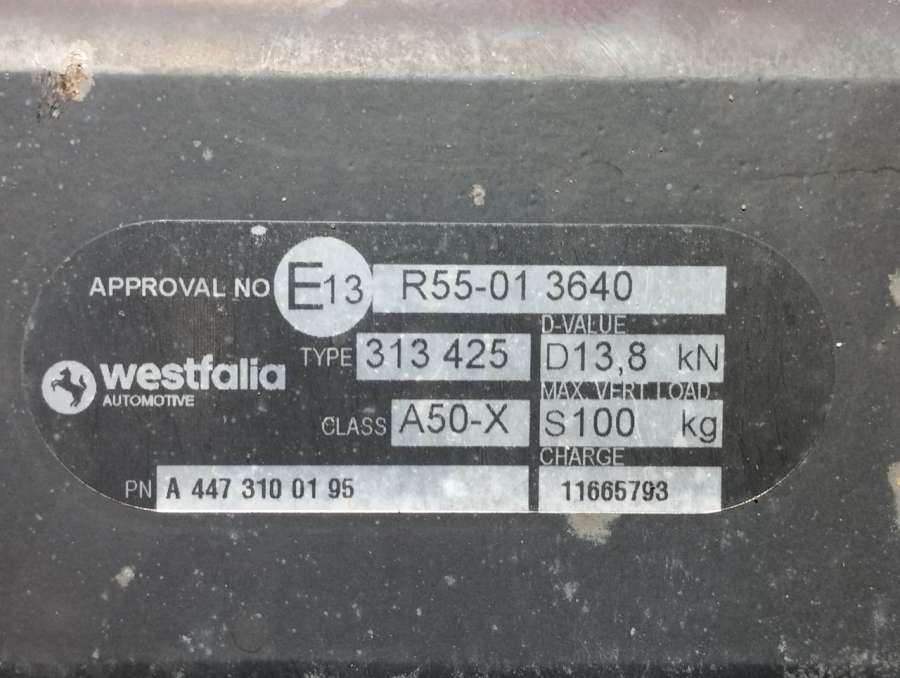 APPROVAL NO E13 R55-01 3640
D-VALUE
TYPE 313 425 D13,8 kN
westfalia
AUTOMOTIVE
MAX. VERT. LOAD
CLASS A50-X S100 kg
CHARGE
PN A 447 310 01 95 11665793